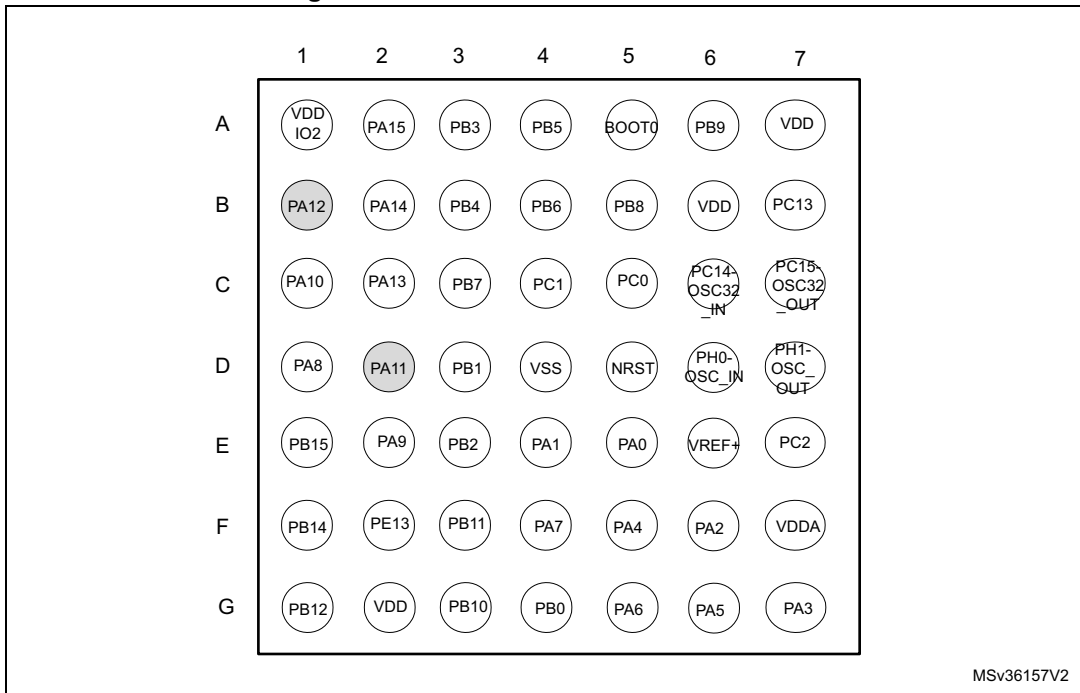 1 2 3 4 5 6 7
A VDD IO2 PA15 PB3 PB5 BOOT0 PB9 VDD
B PA12 PA14 PB4 PB6 PB8 VDD PC13
C PA10 PA13 PB7 PC1 PC0 PC14-OSC32_IN PC15-OSC32_OUT
D PA8 PA11 PB1 VSS NRST PH0-OSC_IN PH1-OSC_OUT
E PB15 PA9 PB2 PA1 PA0 VREF+ PC2
F PB14 PE13 PB11 PA7 PA4 PA2 VDDA
G PB12 VDD PB10 PB0 PA6 PA5 PA3
MSv36157V2